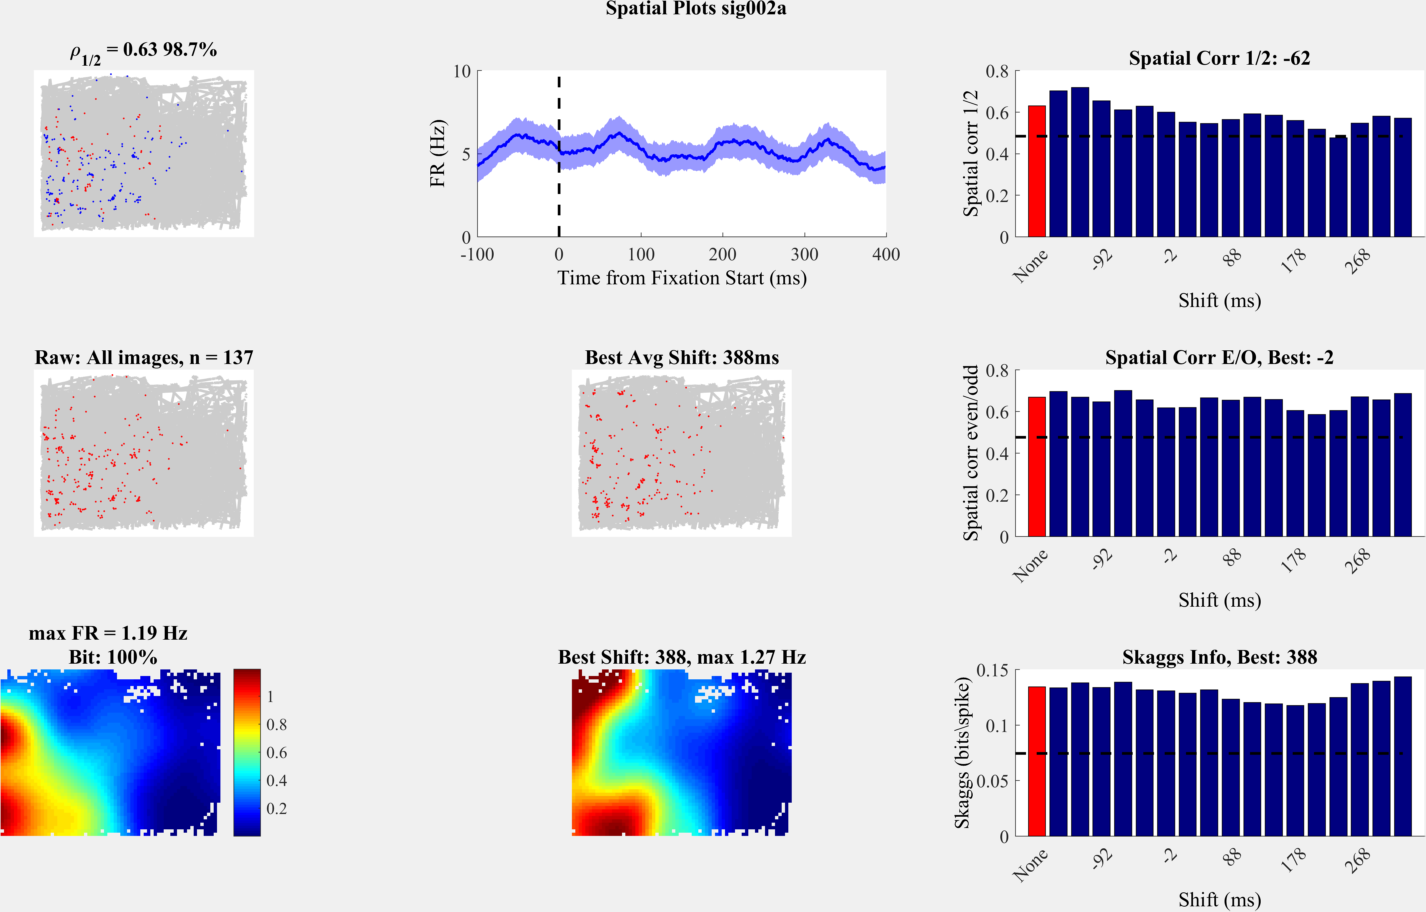 Spatial Plots sig002a
ρ1/2 = 0.63 98.7%
10
5
0
FR (Hz)
-100 0 100 200 300 400
Time from Fixation Start (ms)
Spatial Corr 1/2: -62
0.8
0.6
0.4
0.2
0
Spatial corr 1/2
None -92 -2 88 178 268
Shift (ms)
Raw: All images, n = 137
Best Avg Shift: 388ms
Spatial Corr E/O, Best: -2
0.8
0.6
0.4
0.2
0
Spatial corr even/odd
None -92 -2 88 178 268
Shift (ms)
max FR = 1.19 Hz
Bit: 100%
1
0.8
0.6
0.4
0.2
Best Shift: 388, max 1.27 Hz
Skaggs Info, Best: 388
0.15
0.1
0.05
0
Skaggs (bits\spike)
None -92 -2 88 178 268
Shift (ms)